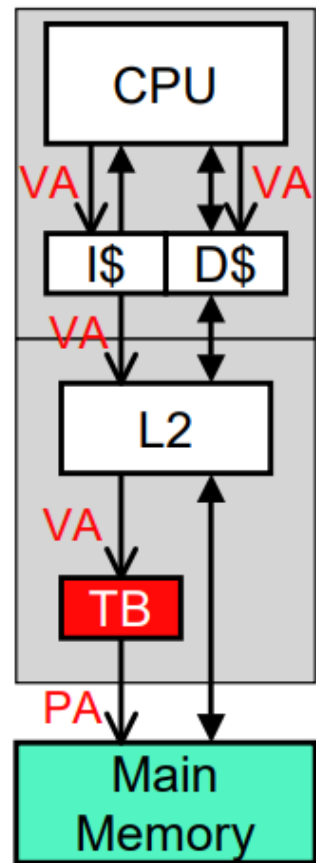 CPU
VA VA
I$ D$
VA
L2
VA
TB
PA
Main
Memory